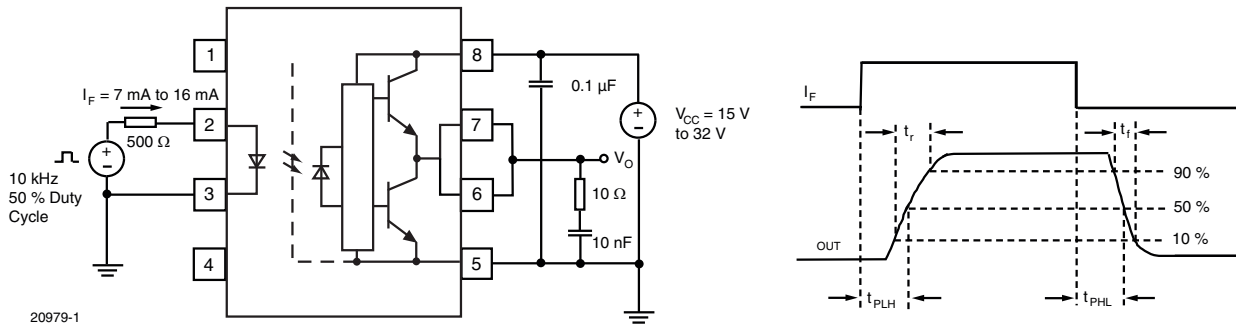 1
8
I_F = 7 mA to 16 mA
0.1 µF
+
-
V_CC = 15 V
to 32 V
2
7
500 Ω
+
-
V_O
10 kHz
50 % Duty
Cycle
3
6
10 Ω
10 nF
4
5
20979-1
I_F
t_r
t_f
90 %
50 %
10 %
OUT
t_PLH
t_PHL